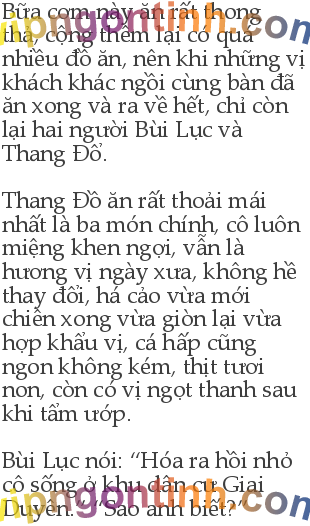 Bữa cơm này ăn rất thong
thả, cộng thêm lại có quá
nhiều đồ ăn, nên khi những vị
khách khác ngồi cùng bàn đã
ăn xong và ra về hết, chỉ còn
lại hai người Bùi Lục và
Thang Đồ.
Thang Đồ ăn rất thoải mái
nhất là ba món chính, cô luôn
miệng khen ngợi, vẫn là
hương vị ngày xưa, không hề
thay đổi, há cảo vừa mới
chiên xong vừa giòn lại vừa
hợp khẩu vị, cá hấp cũng
ngon không kém, thịt tươi
non, còn có vị ngọt thanh sau
khi tẩm ướp.
Bùi Lục nói: “Hóa ra hồi nhỏ
cô sống ở khu dân cư Giai
Duyên.” “Sao anh biết?”